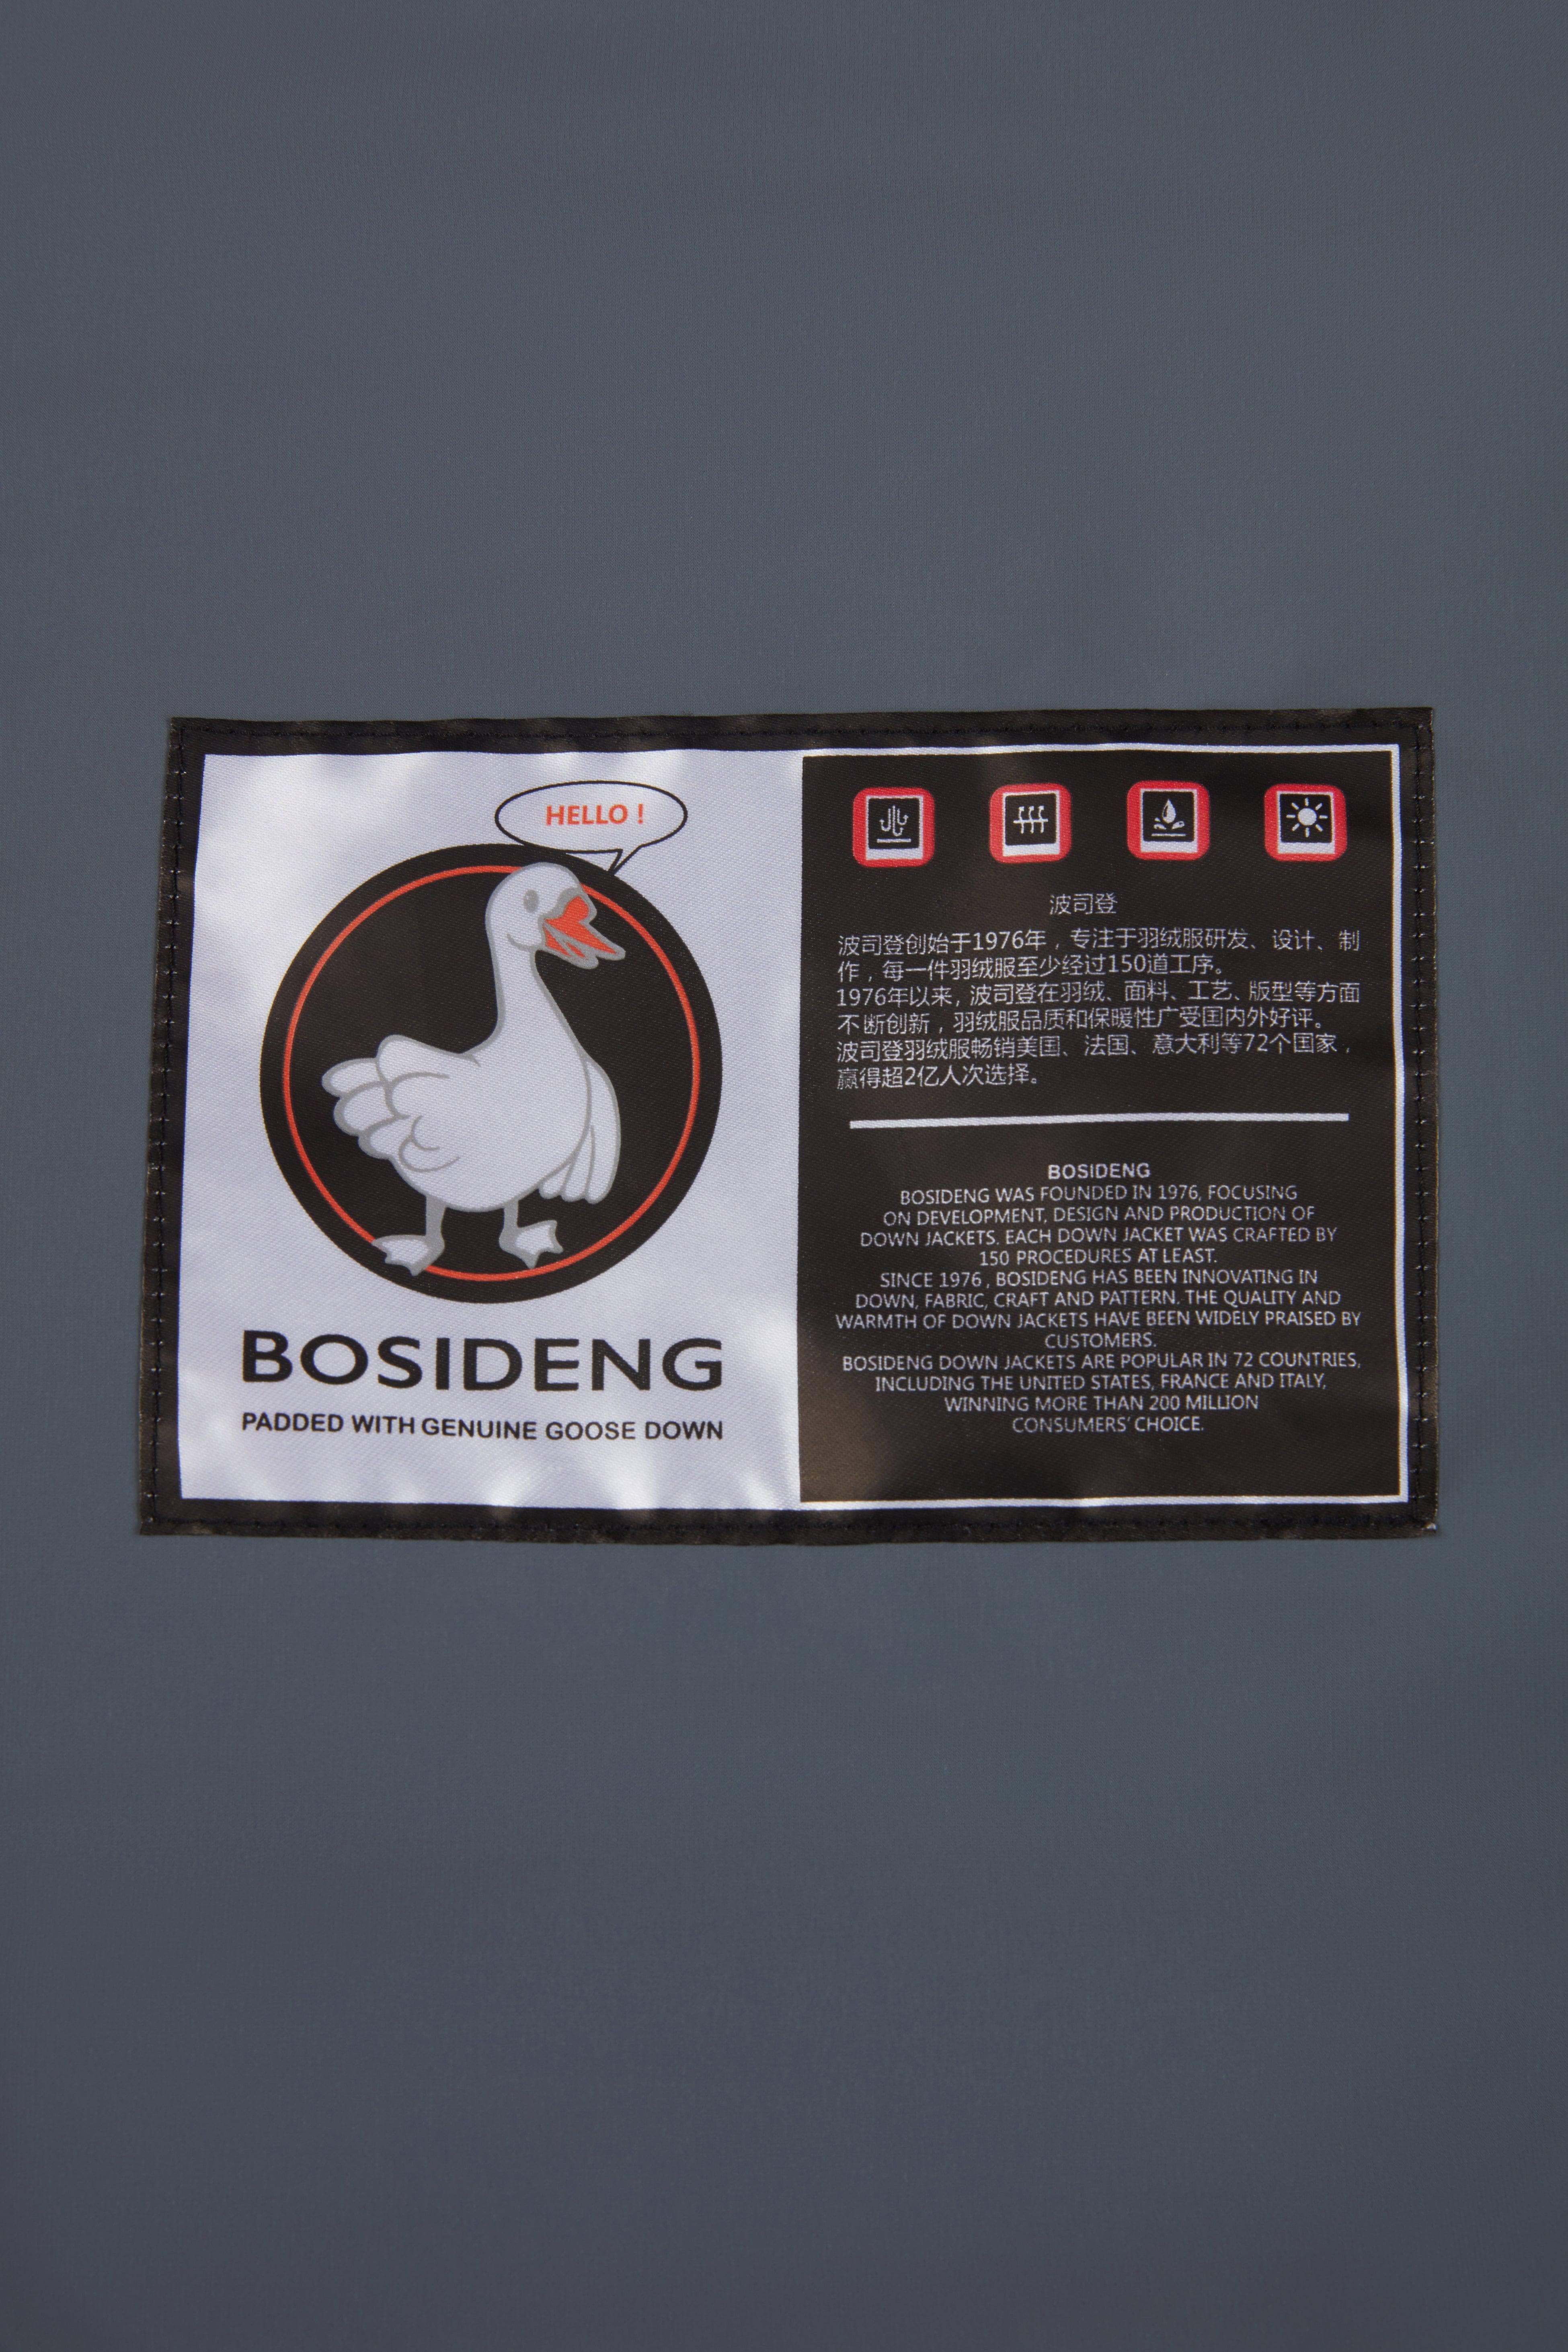 HELLO !
BOSIDENG
PADDED WITH GENUINE GOOSE DOWN
波司登
波司登创始于1976年，专注于羽绒服研发、设计、制
作，每一件羽绒服至少经过150道工序。
1976年以来，波司登在羽绒、面料、工艺、版型等方面
不断创新，羽绒服品质和保暖性广受国内外好评。
波司登羽绒服畅销美国、法国、意大利等72个国家，
赢得超2亿人次选择。
BOSIDENG
BOSIDENG WAS FOUNDED IN 1976, FOCUSING
ON DEVELOPMENT, DESIGN AND PRODUCTION OF
DOWN JACKETS. EACH DOWN JACKET WAS CRAFTED BY
150 PROCEDURES AT LEAST.
SINCE 1976 , BOSIDENG HAS BEEN INNOVATING IN
DOWN, FABRIC, CRAFT AND PATTERN. THE QUALITY AND
WARMTH OF DOWN JACKETS HAVE BEEN WIDELY PRAISED BY
CUSTOMERS.
BOSIDENG DOWN JACKETS ARE POPULAR IN 72 COUNTRIES,
INCLUDING THE UNITED STATES, FRANCE AND ITALY,
WINNING MORE THAN 200 MILLION
CONSUMERS' CHOICE.